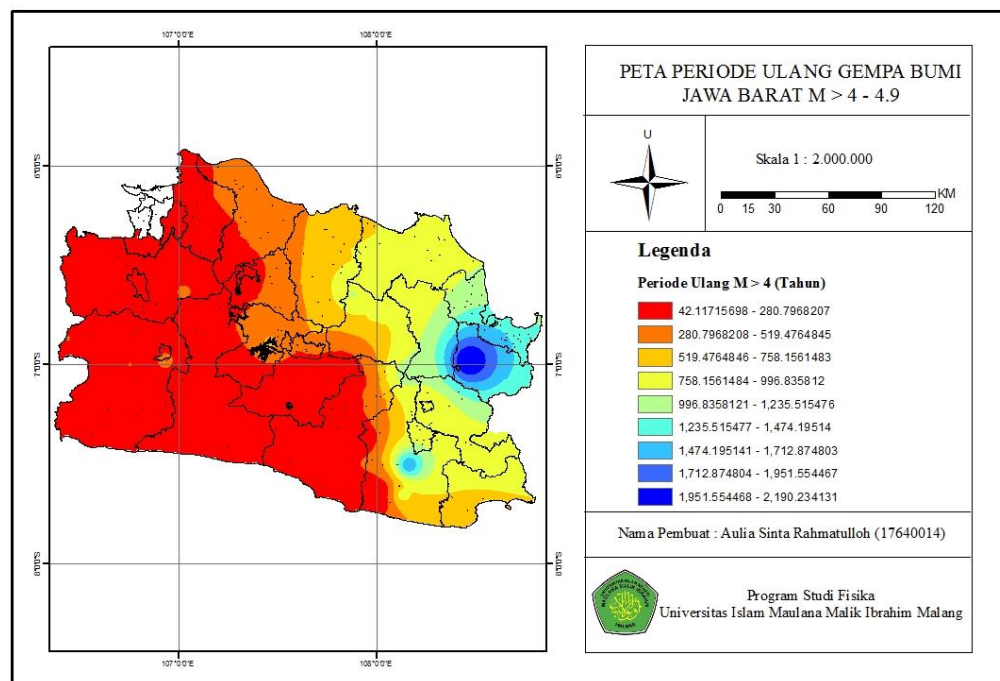 107°0'0"E
108°0'0"E
6°0'0"S
6°0'0"S
7°0'0"S
7°0'0"S
8°0'0"S
8°0'0"S
107°0'0"E
108°0'0"E
PETA PERIODE ULANG GEMPA BUMI
JAWA BARAT M > 4 - 4.9
U
Skala 1 : 2.000.000
KM
0 15 30 60 90 120
Legenda
Periode Ulang M > 4 (Tahun)
42.11715698 - 280.7968207
280.7968208 - 519.4764845
519.4764846 - 758.1561483
758.1561484 - 996.835812
996.8358121 - 1,235.515476
1,235.515477 - 1,474.19514
1,474.195141 - 1,712.874803
1,712.874804 - 1,951.554467
1,951.554468 - 2,190.234131
Nama Pembuat : Aulia Sinta Rahmatulloh (17640014)
Program Studi Fisika
Universitas Islam Maulana Malik Ibrahim Malang